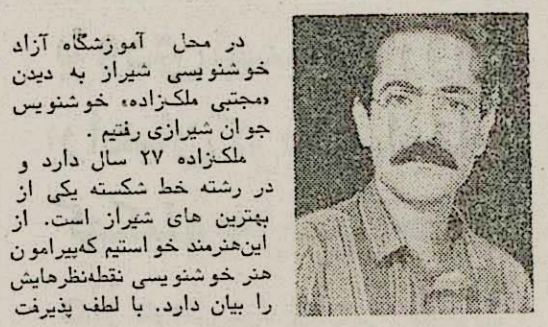 در محل آموزشگاه آزاد
خوشنویسی شیراز به دیدن
«مجتبی ملکزاده» خوشنویس
جوان شیرازی رفتیم .
ملکزاده ۲۷ سال دارد و
در رشته خط شکسته یکی از
بهترین های شیراز است. از
این‌هنرمند خواستیم که‌پیرامون
هنر خوشنویسی نقطه‌نظرهایش
را بیان دارد. با لطف پذیرفت